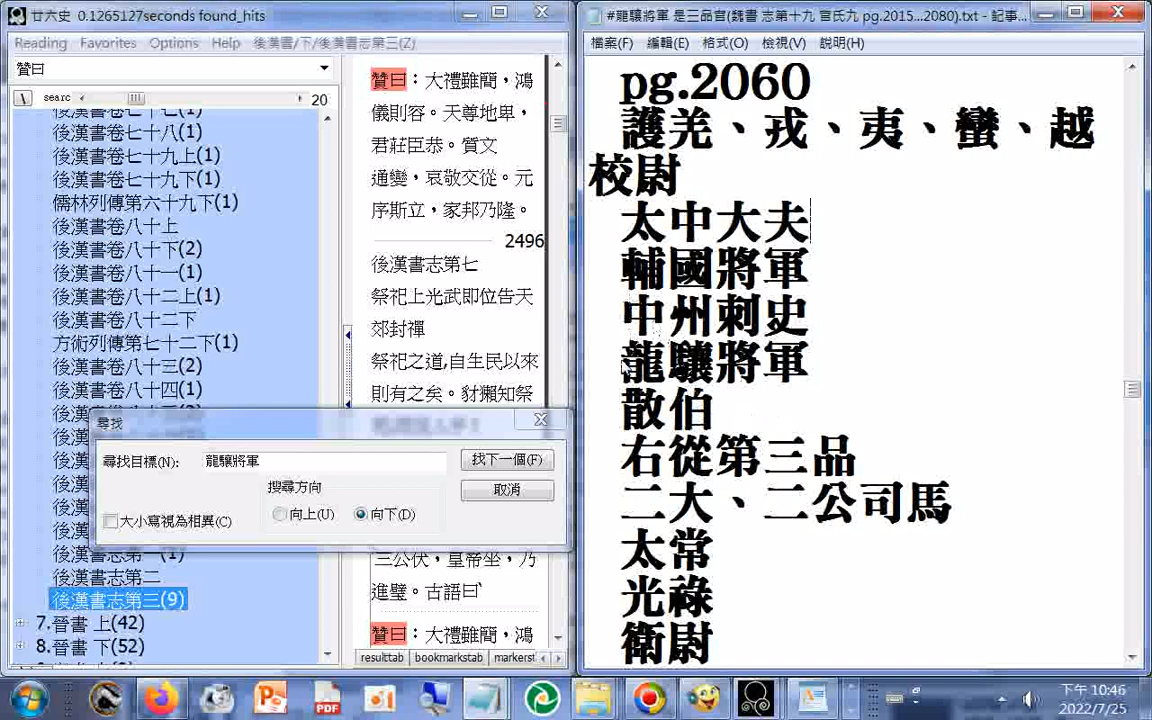 廿六史 0.1265127seconds found_hits
Reading Favorites Options Help 後漢書/下/後漢書志第三(Z)
贊曰
searc
20
後漢書卷七十七(1)
後漢書卷七十八(1)
後漢書卷七十九上(1)
後漢書卷七十九下(1)
儒林列傳第六十九下(1)
後漢書卷八十上
後漢書卷八十下(2)
後漢書卷八十一(1)
後漢書卷八十二上(1)
後漢書卷八十二下
方術列傳第七十二下(1)
後漢書卷八十三(2)
後漢書卷八十四(1)
後漢書志第一(1)
後漢書志第二
後漢書志第三(9)
7.晉書 上(42)
8.晉書 下(52)
贊曰：大禮雖簡，鴻
儀則容。天尊地卑，
君莊臣恭。質文
通變，哀敬交從。元
序斯立，家邦乃隆。
2496
後漢書志第七
祭祀上光武即位告天
郊封禪
祭祀之道,自生民以來
則有之矣。豺獺知祭
三公伏，皇帝坐，乃
進璧。古語曰
贊曰：大禮雖簡，鴻
resulttab bookmarkstab markerst
尋找
尋找目標(N): 龍驤將軍
找下一個(F)
取消
搜尋方向
大小寫視為相異(C)
向上(U) 向下(D)
#龍驤將軍 是三品官(魏書 志第十九 官氏九 pg.2015...2080).txt - 記事...
檔案(F) 編輯(E) 格式(O) 檢視(V) 說明(H)
pg.2060
護羌、戎、夷、蠻、越
校尉
太中大夫
輔國將軍
中州刺史
龍驤將軍
散伯
右從第三品
二大、二公司馬
太常
光祿
衛尉
PDF
下午 10:46
2022/7/25